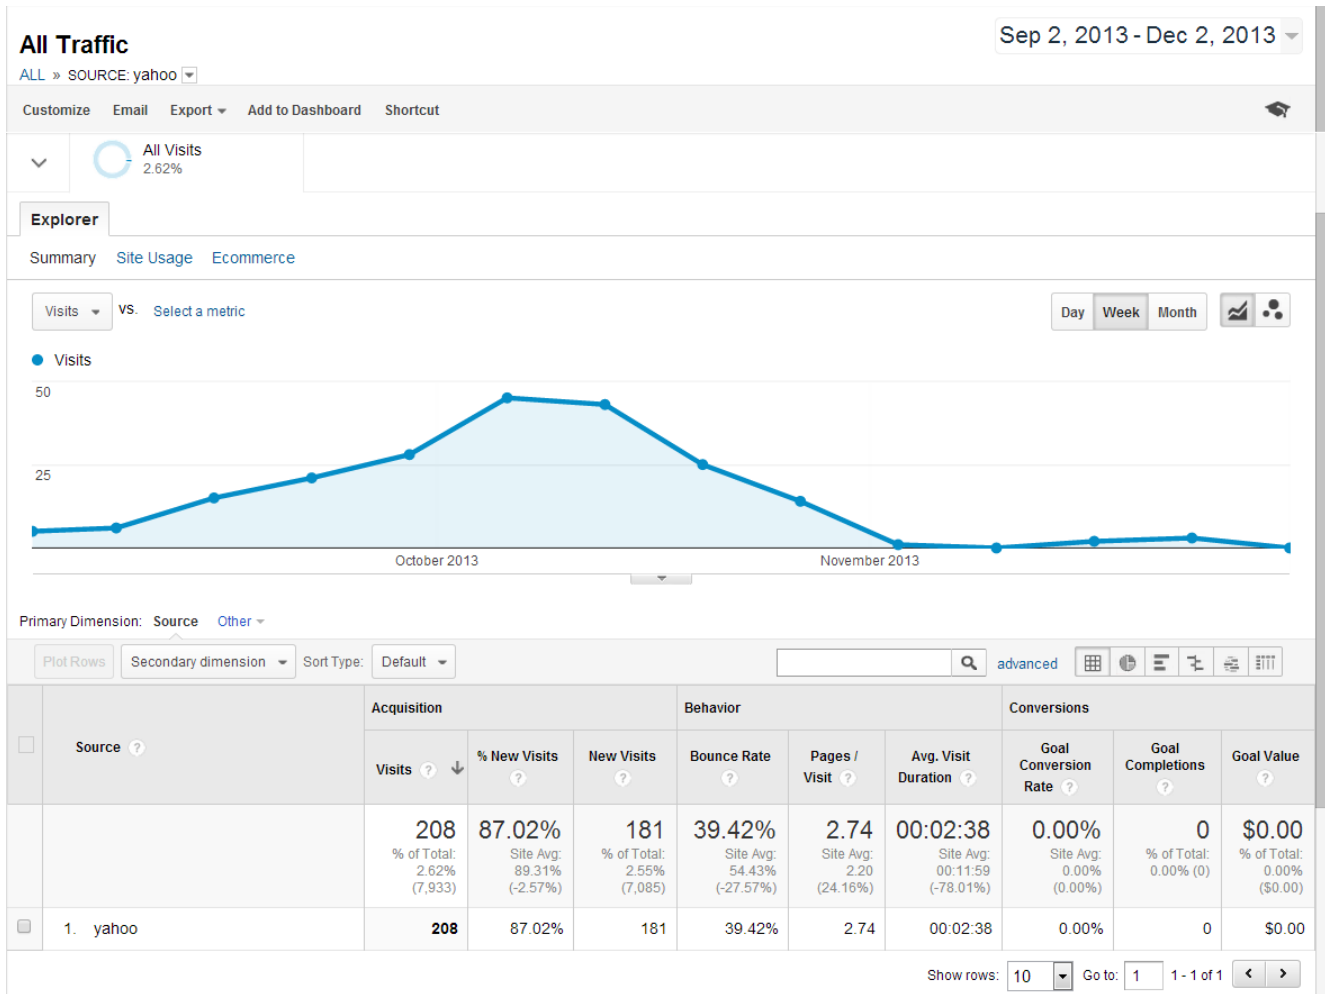 All Traffic
Sep 2, 2013 - Dec 2, 2013
ALL » SOURCE: yahoo
Customize Email Export Add to Dashboard Shortcut
All Visits
2.62%
Explorer
Summary Site Usage Ecommerce
Visits VS. Select a metric
Day Week Month
Visits
50
25
October 2013 November 2013
Primary Dimension: Source Other
Plot Rows Secondary dimension Sort Type: Default advanced
Acquisition Behavior Conversions
Source ?
Visits ?
% New Visits ?
New Visits ?
Bounce Rate ?
Pages / Visit ?
Avg. Visit Duration ?
Goal Conversion Rate ?
Goal Completions ?
Goal Value ?
208 87.02% 181 39.42% 2.74 00:02:38 0.00% 0 $0.00
% of Total: Site Avg: % of Total: Site Avg: Site Avg: Site Avg: Site Avg: % of Total: % of Total:
2.62% 89.31% 2.55% 54.43% 2.20 00:11:59 0.00% 0.00% (0) 0.00%
(7,933) (-2.57%) (7,085) (-27.57%) (24.16%) (-78.01%) (0.00%) ($0.00)
1. yahoo 208 87.02% 181 39.42% 2.74 00:02:38 0.00% 0 $0.00
Show rows: 10 Go to: 1 1 - 1 of 1